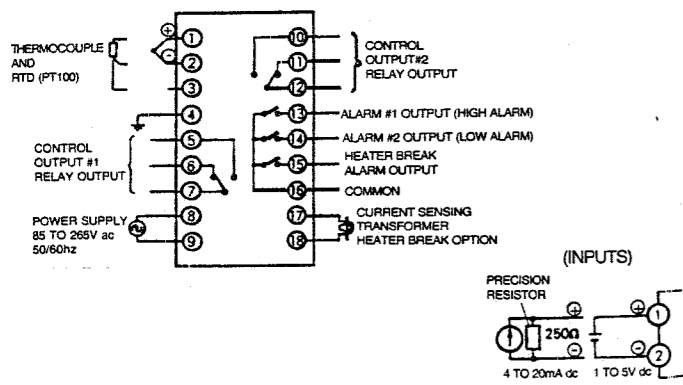 THERMOCOUPLE
AND
RTD (PT100)
+
-
1
2
3
4
CONTROL
OUTPUT #1
RELAY OUTPUT
5
6
7
POWER SUPPLY
85 TO 265V ac
50/60hz
8
9
10
11
12
CONTROL
OUTPUT#2
RELAY OUTPUT
13 ALARM #1 OUTPUT (HIGH ALARM)
14 ALARM #2 OUTPUT (LOW ALARM)
15 HEATER BREAK
ALARM OUTPUT
16 COMMON
17 CURRENT SENSING
TRANSFORMER
18 HEATER BREAK OPTION
(INPUTS)
PRECISION
RESISTOR
250Ω
+ + 1
- - 2
4 TO 20mA dc 1 TO 5V dc